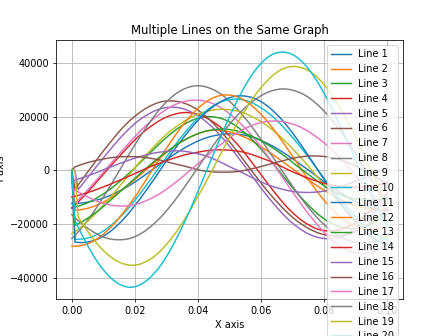 Multiple Lines on the Same Graph
40000
20000
0
−20000
−40000
0.00
0.02
0.04
0.06
0.08
X axis
axis
Line 1
Line 2
Line 3
Line 4
Line 5
Line 6
Line 7
Line 8
Line 9
Line 10
Line 11
Line 12
Line 13
Line 14
Line 15
Line 16
Line 17
Line 18
Line 19
Line 20